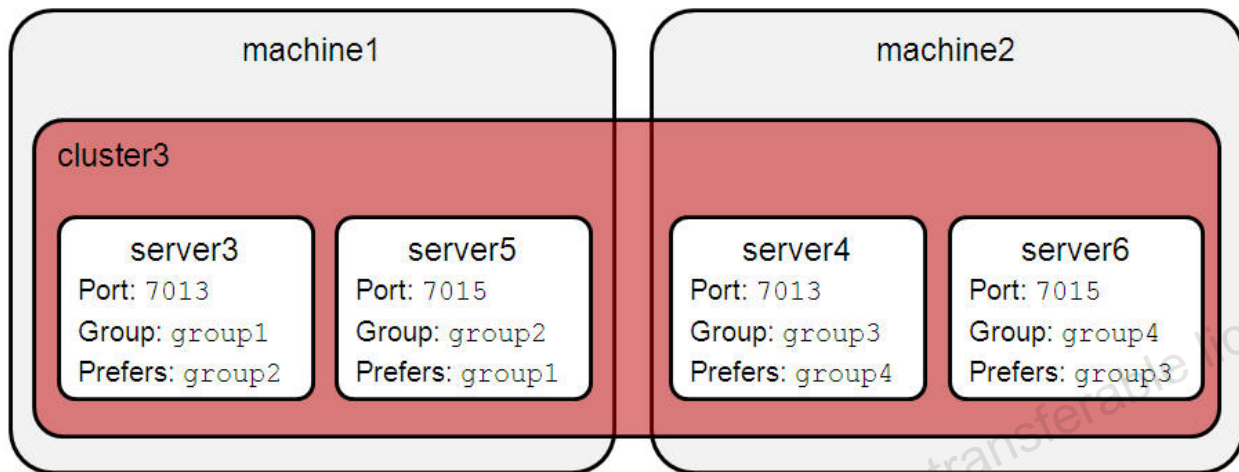 machine1
machine2
cluster3
server3
Port: 7013
Group: group1
Prefers: group2
server5
Port: 7015
Group: group2
Prefers: group1
server4
Port: 7013
Group: group3
Prefers: group4
server6
Port: 7015
Group: group4
Prefers: group3
transferable